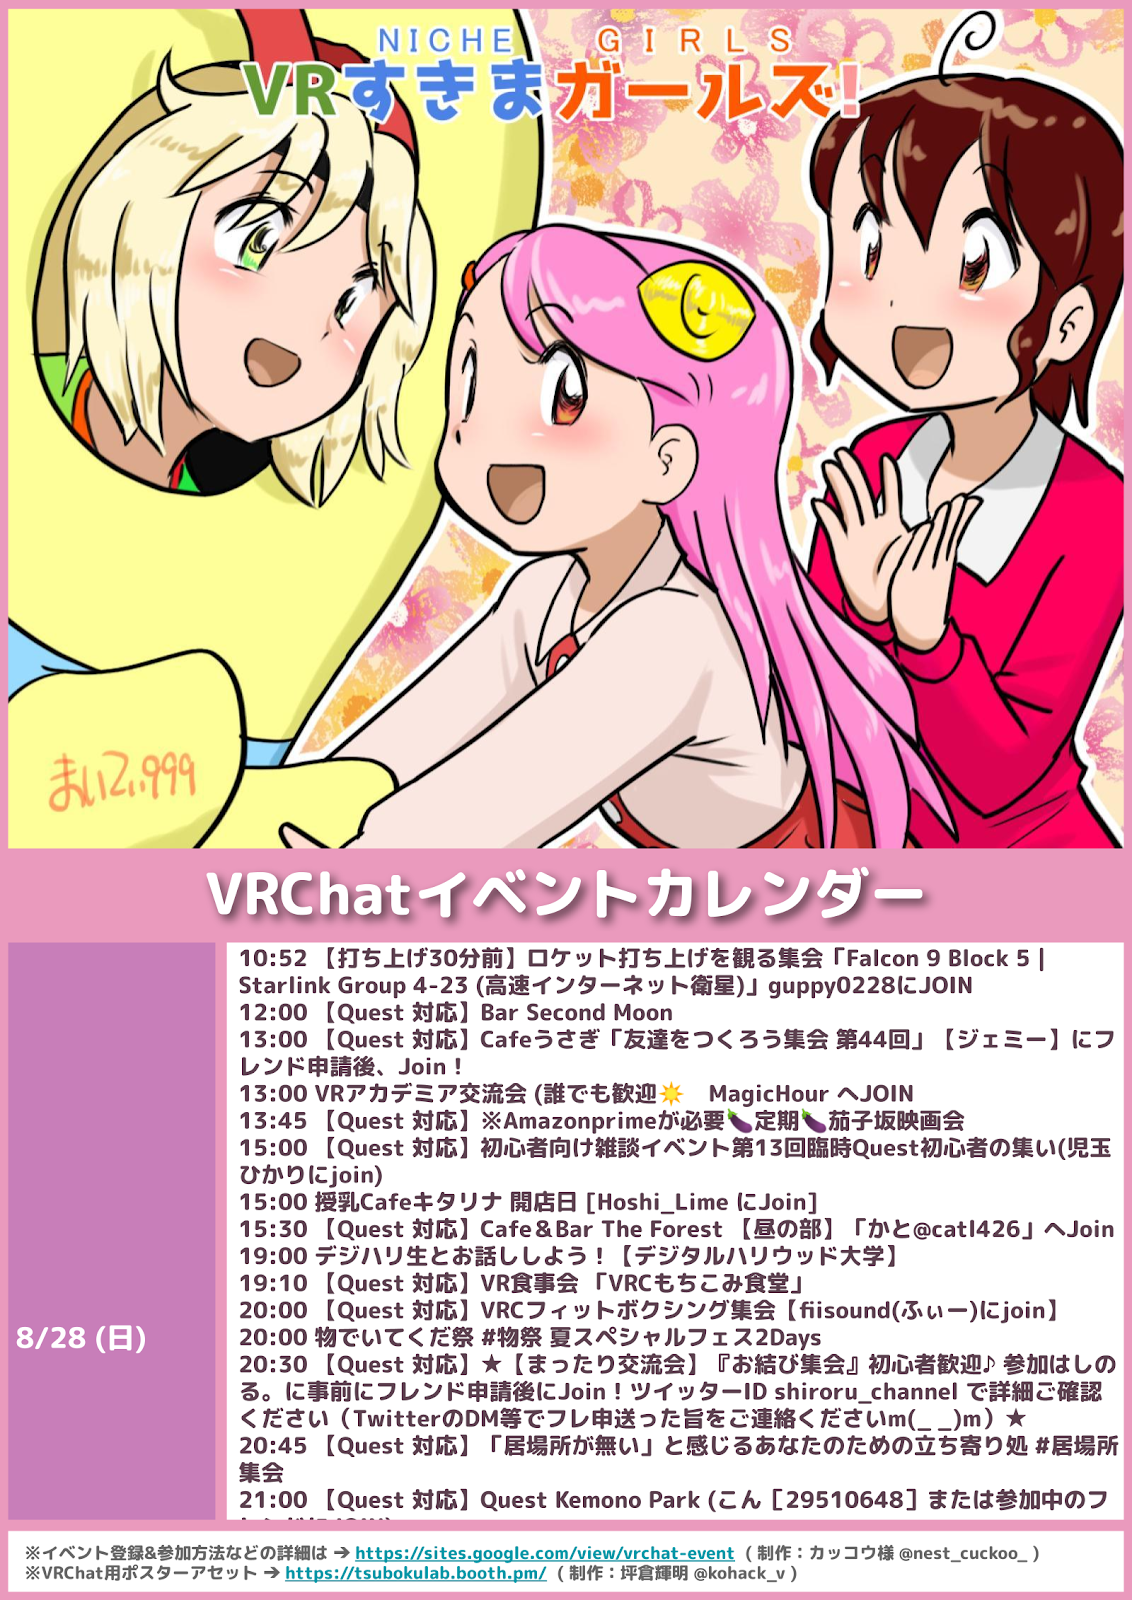 NICHE GIRLS
VRすきまガールズ!
まいてぃ999
VRChatイベントカレンダー
8/28 (日)
10:52 【打ち上げ30分前】ロケット打ち上げを観る集会「Falcon 9 Block 5 |
Starlink Group 4-23 (高速インターネット衛星)」guppy0228にJOIN
12:00 【Quest 対応】Bar Second Moon
13:00 【Quest 対応】Cafeうさぎ「友達をつくろう集会 第44回」【ジェミー】にフ
レンド申請後、Join！
13:00 VRアカデミア交流会 (誰でも歓迎☀️　MagicHour へJOIN
13:45 【Quest 対応】※Amazonprimeが必要🍆定期🍆茄子坂映画会
15:00 【Quest 対応】初心者向け雑談イベント第13回臨時Quest初心者の集い(児玉
ひかりにjoin)
15:00 授乳Cafeキタリナ 開店日 [Hoshi_Lime にJoin]
15:30 【Quest 対応】Cafe＆Bar The Forest 【昼の部】「かと@catl426」へJoin
19:00 デジハリ生とお話ししよう！【デジタルハリウッド大学】
19:10 【Quest 対応】VR食事会 「VRCもちこみ食堂」
20:00 【Quest 対応】VRCフィットボクシング集会【fiisound(ふぃー)にjoin】
20:00 物でいてくだ祭 #物祭 夏スペシャルフェス2Days
20:30 【Quest 対応】★【まったり交流会】『お結び集会』初心者歓迎♪ 参加はしの
る。に事前にフレンド申請後にJoin！ツイッターID shiroru_channel で詳細ご確認
ください（TwitterのDM等でフレ申送った旨をご連絡くださいm(_ _)m）★
20:45 【Quest 対応】「居場所が無い」と感じるあなたのための立ち寄り処 #居場所
集会
21:00 【Quest 対応】Quest Kemono Park (こん［29510648］または参加中のフ
※イベント登録&参加方法などの詳細は → https://sites.google.com/view/vrchat-event ( 制作：カッコウ様 @nest_cuckoo_ )
※VRChat用ポスターアセット → https://tsubokulab.booth.pm/ ( 制作：坪倉輝明 @kohack_v )